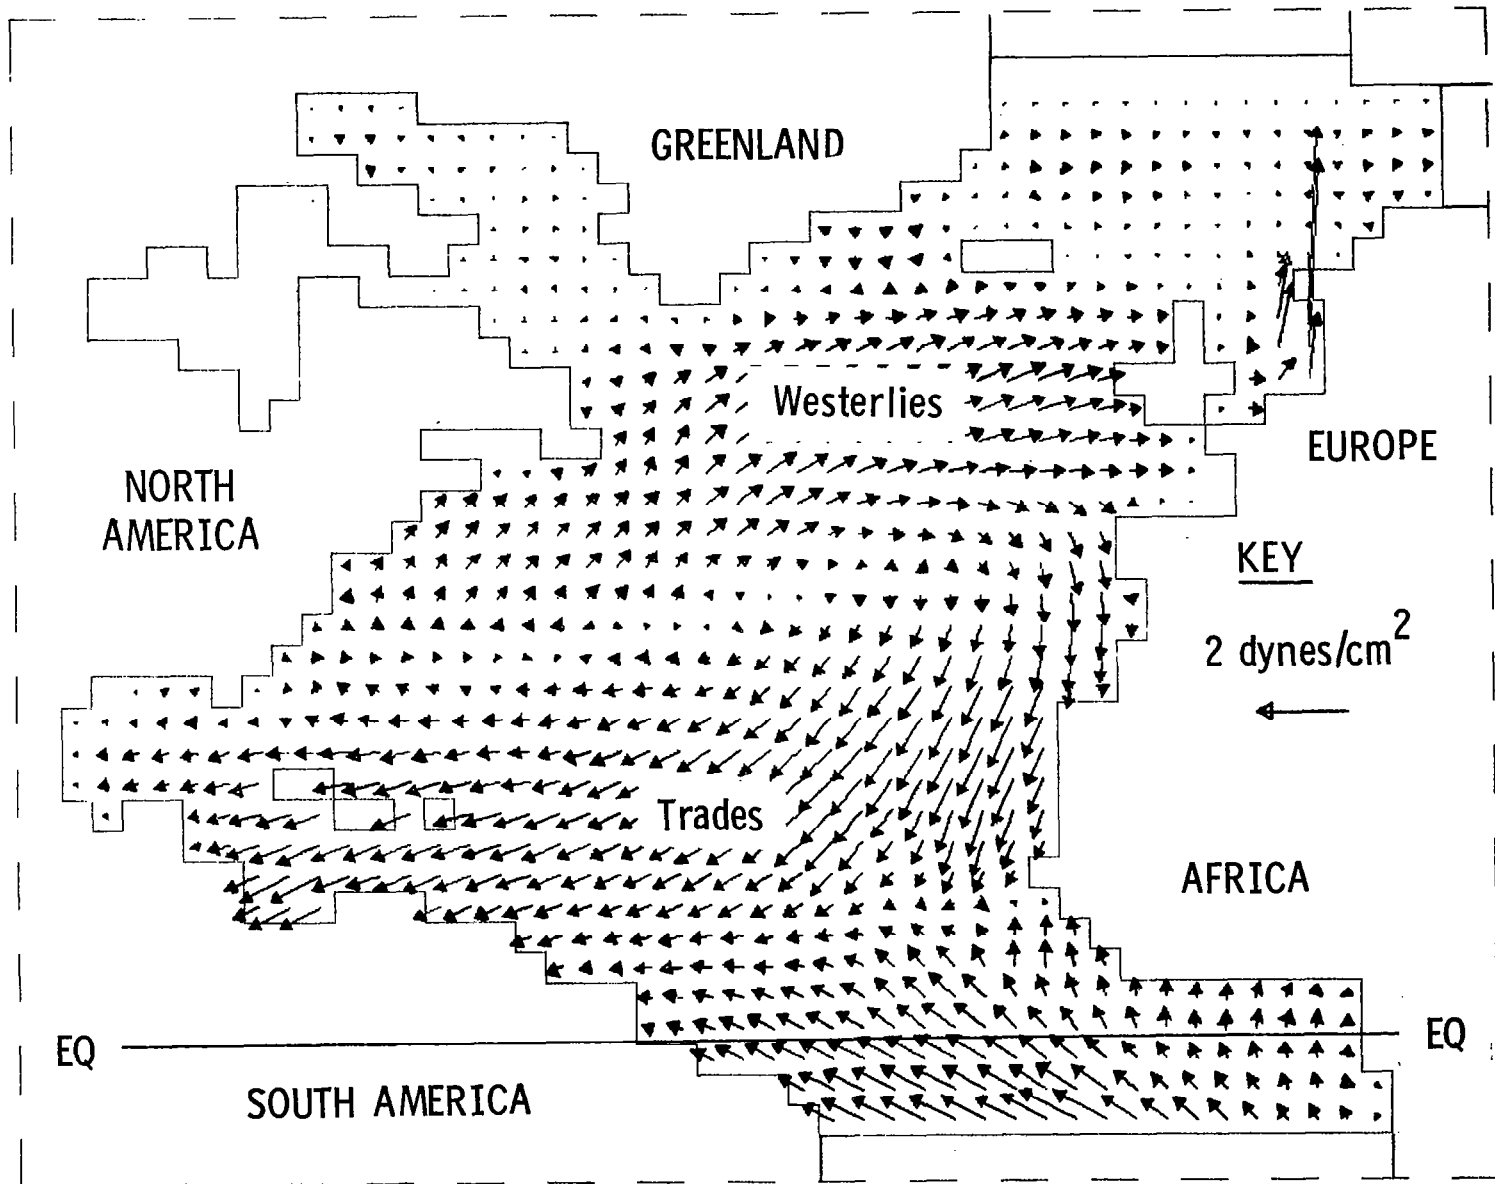 GREENLAND
Westerlies
EUROPE
NORTH
AMERICA
KEY
2 dynes/cm²
Trades
AFRICA
EQ
EQ
SOUTH AMERICA